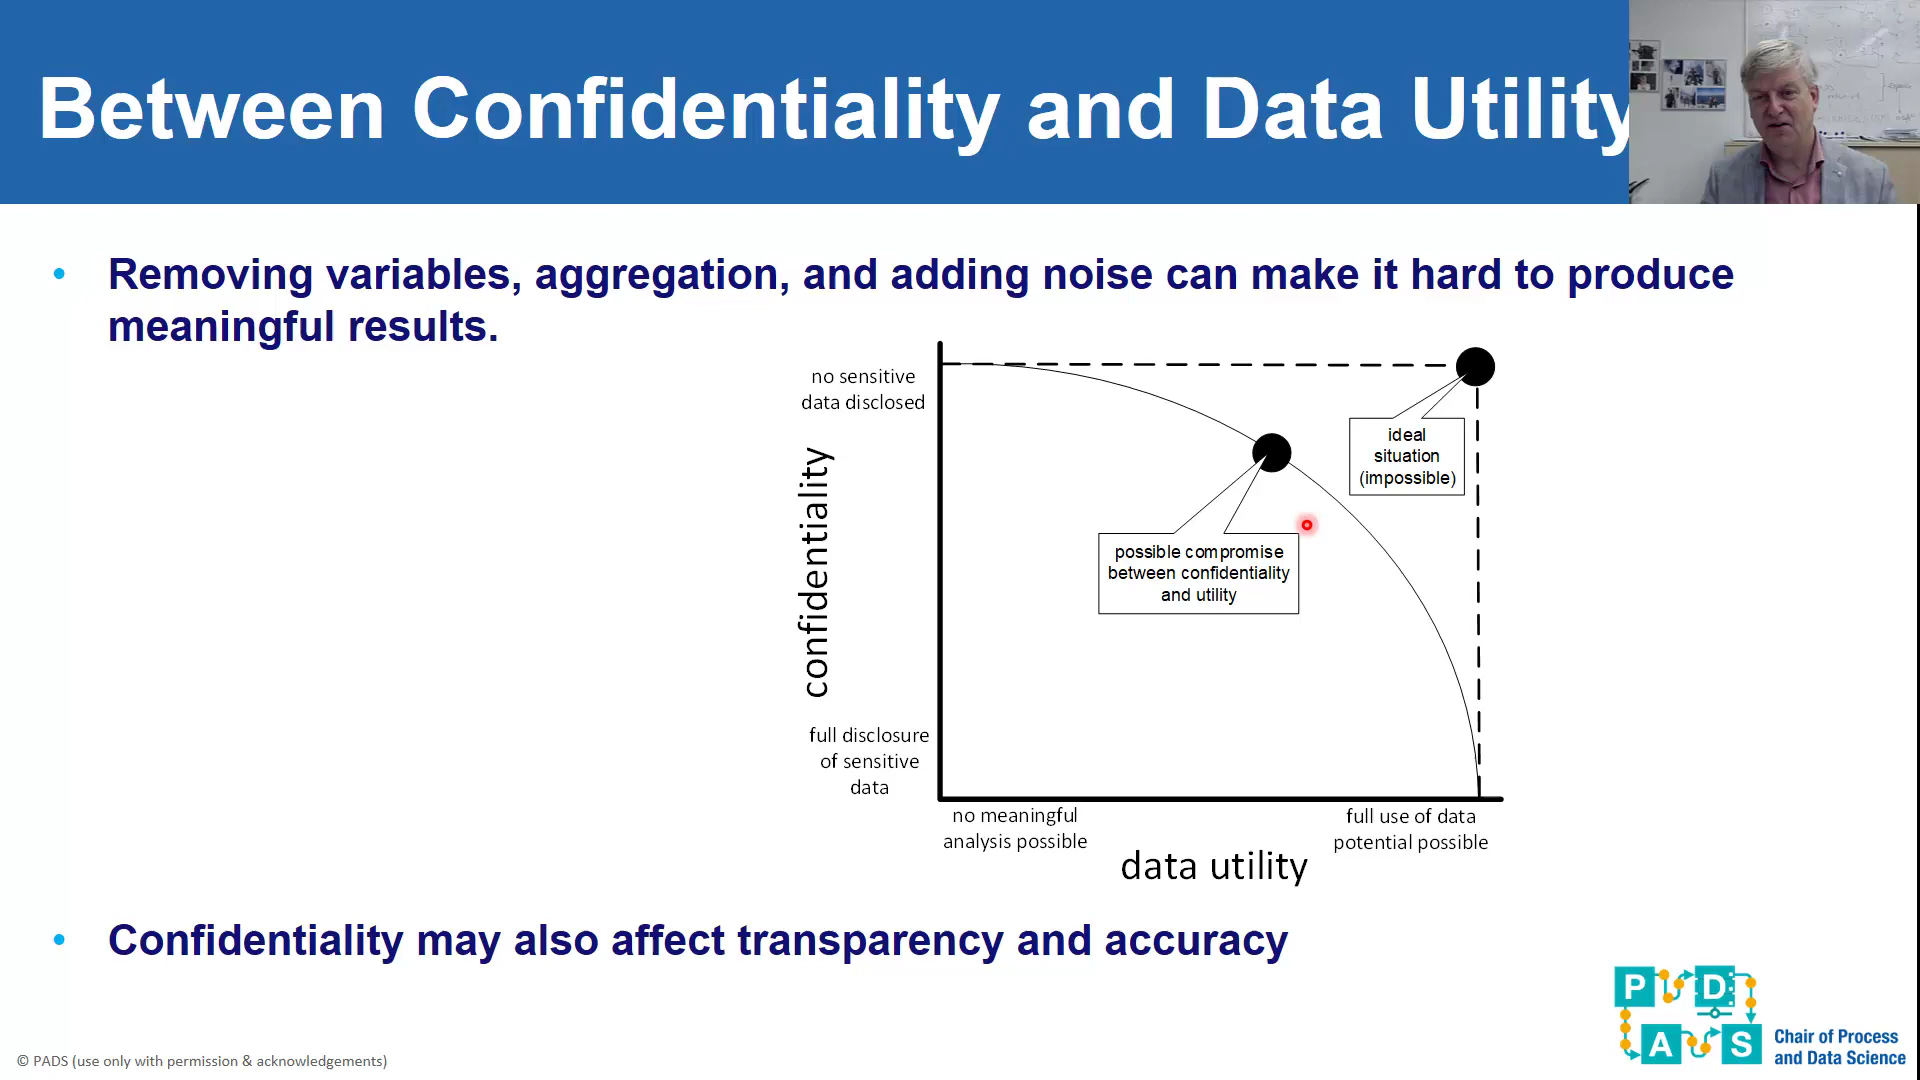 Between Confidentiality and Data Utility
• Removing variables, aggregation, and adding noise can make it hard to produce
meaningful results.
no sensitive
data disclosed
confidentiality
full disclosure
of sensitive
data
ideal
situation
(impossible)
possible compromise
between confidentiality
and utility
no meaningful
analysis possible
full use of data
potential possible
data utility
• Confidentiality may also affect transparency and accuracy
P D
A S
Chair of Process
and Data Science
© PADS (use only with permission & acknowledgements)